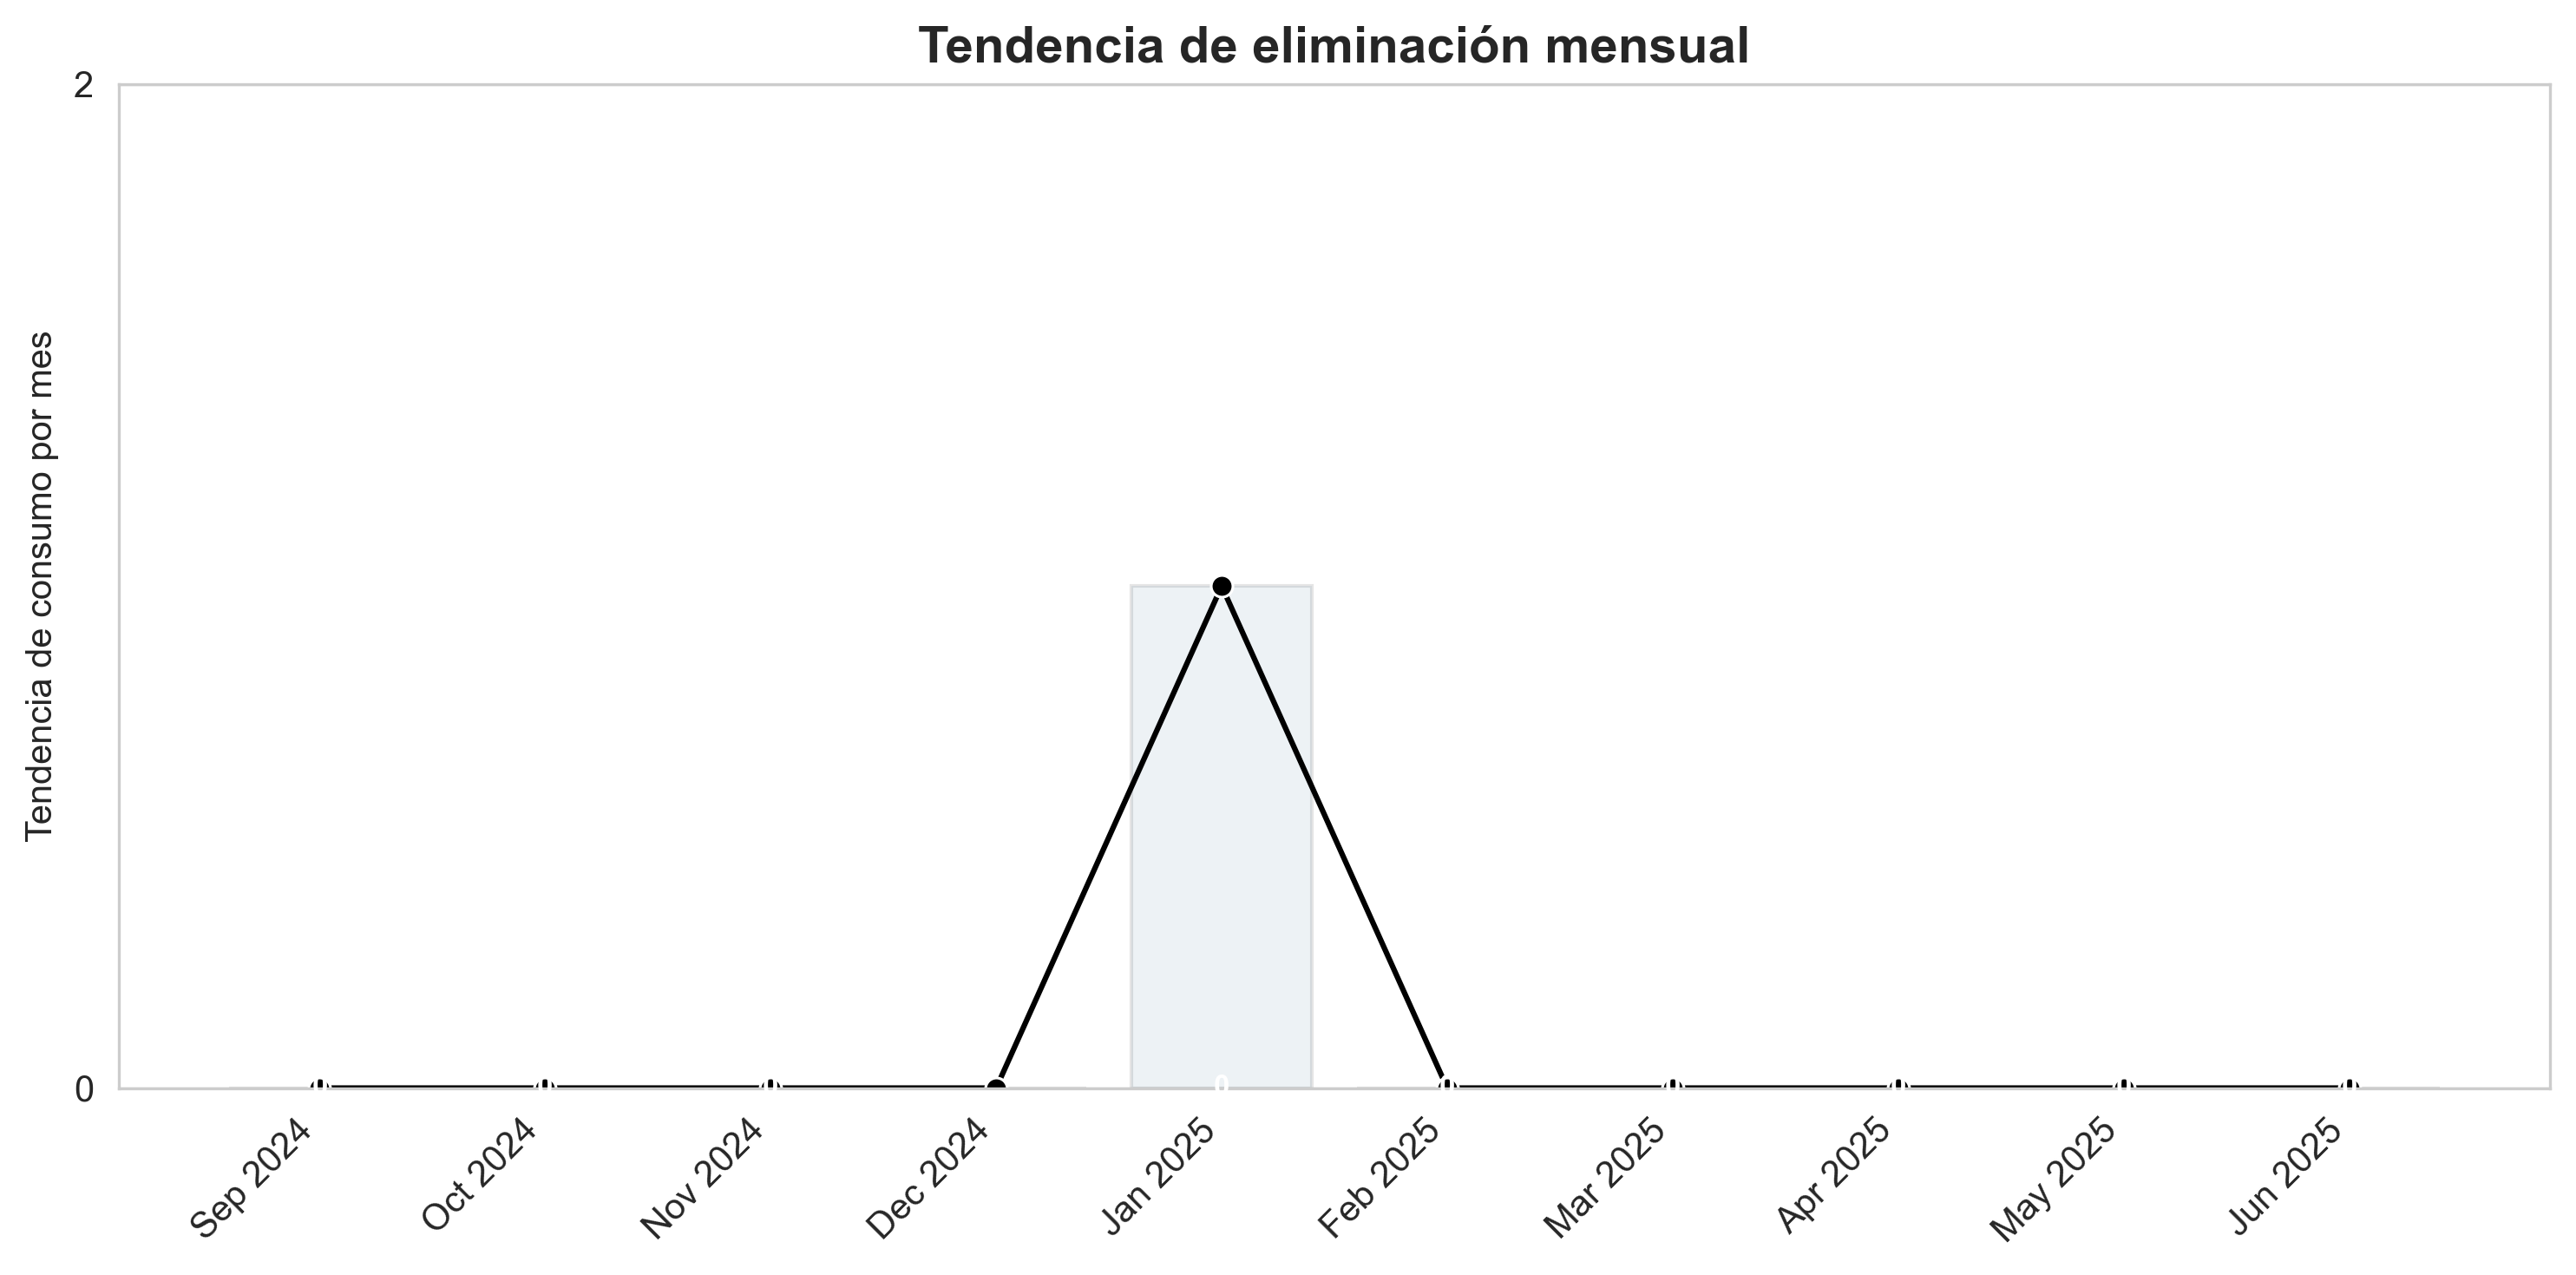 Tendencia de eliminación mensual
2
Tendencia de consumo por mes
0
0
Sep 2024
Oct 2024
Nov 2024
Dec 2024
Jan 2025
Feb 2025
Mar 2025
Apr 2025
May 2025
Jun 2025